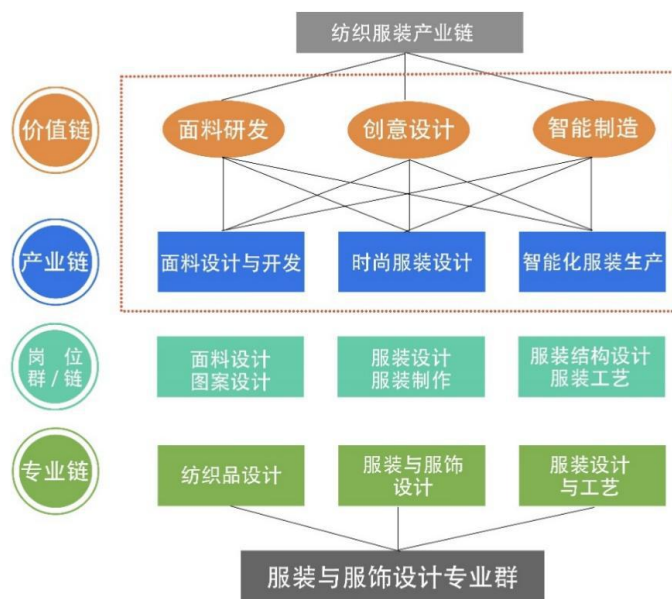 纺织服装产业链
价值链
面料研发
创意设计
智能制造
产业链
面料设计与开发
时尚服装设计
智能化服装生产
岗 位
群/链
面料设计
图案设计
服装设计
服装制作
服装结构设计
服装工艺
专业链
纺织品设计
服装与服饰
设计
服装设计
与工艺
服装与服饰设计专业群